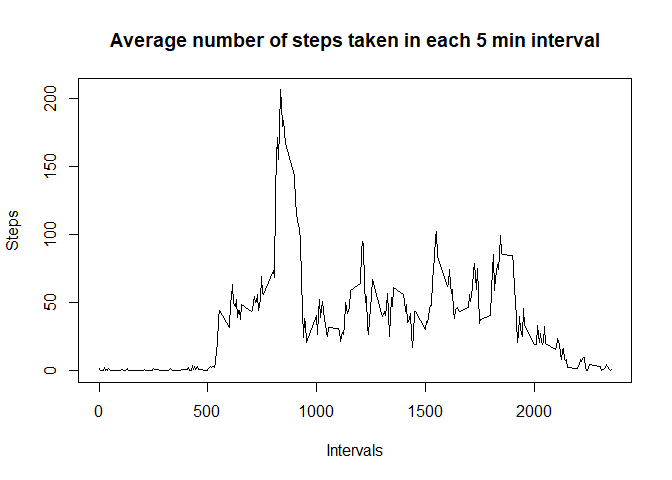 Average number of steps taken in each 5 min interval
Steps
200
150
100
50
0
0 500 1000 1500 2000
Intervals